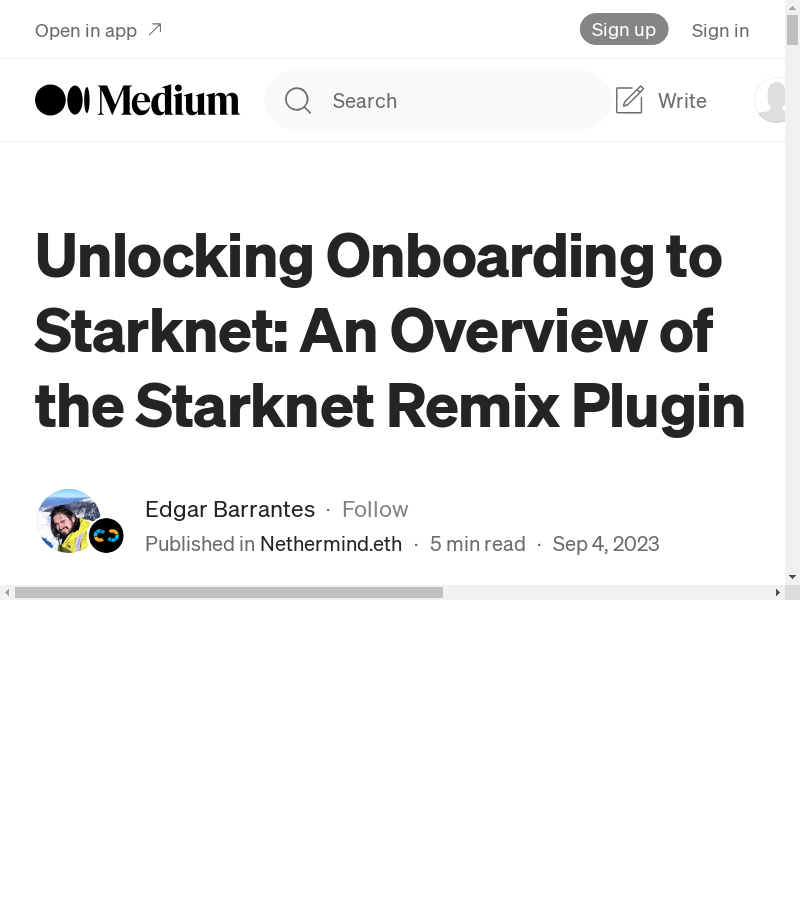 Open in app
Sign up
Sign in
Medium
Search
Write
Unlocking Onboarding to
Starknet: An Overview of
the Starknet Remix Plugin
Edgar Barrantes · Follow
Published in Nethermind.eth · 5 min read · Sep 4, 2023